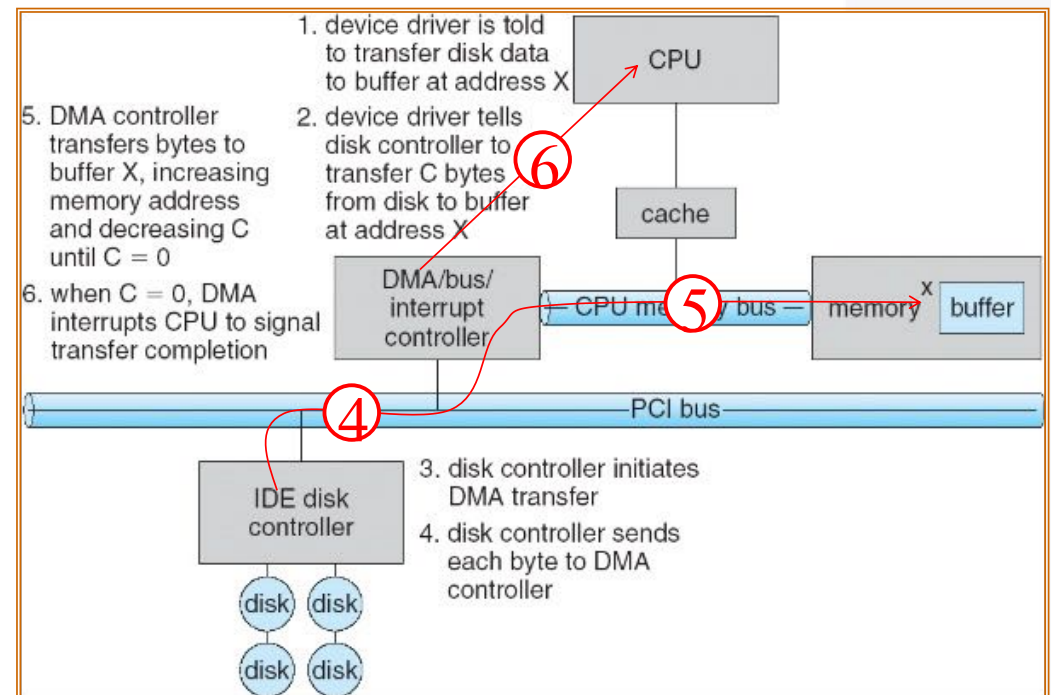 1. device driver is told
to transfer disk data
to buffer at address X
CPU
5. DMA controller
transfers bytes to
buffer X, increasing
memory address
and decreasing C
until C = 0
2. device driver tells
disk controller to
transfer C bytes
from disk to buffer
at address X
6
cache
6. when C = 0, DMA
interrupts CPU to signal
transfer completion
DMA/bus/
interrupt
controller
CPU me y bus
5
memory
x
buffer
4
PCI bus
IDE disk
controller
3. disk controller initiates
DMA transfer
4. disk controller sends
each byte to DMA
controller
disk
disk
disk
disk